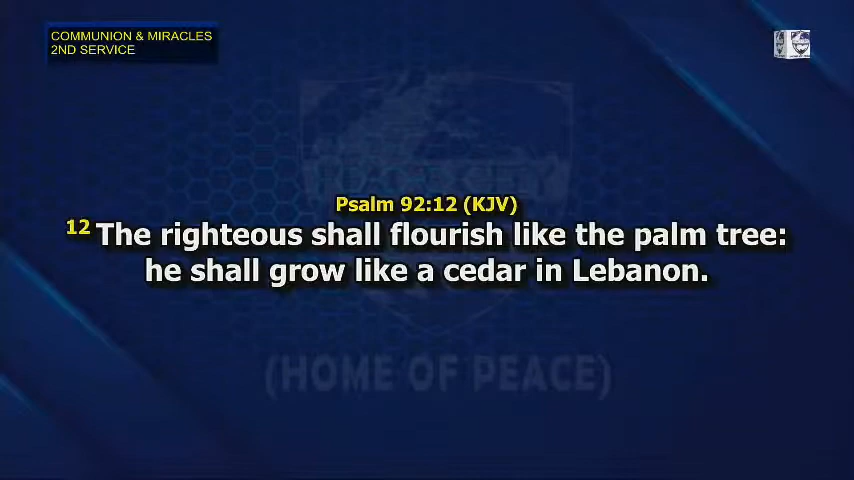 COMMUNION & MIRACLES
2ND SERVICE
Psalm 92:12 (KJV)
12 The righteous shall flourish like the palm tree:
he shall grow like a cedar in Lebanon.
(HOME OF PEACE)